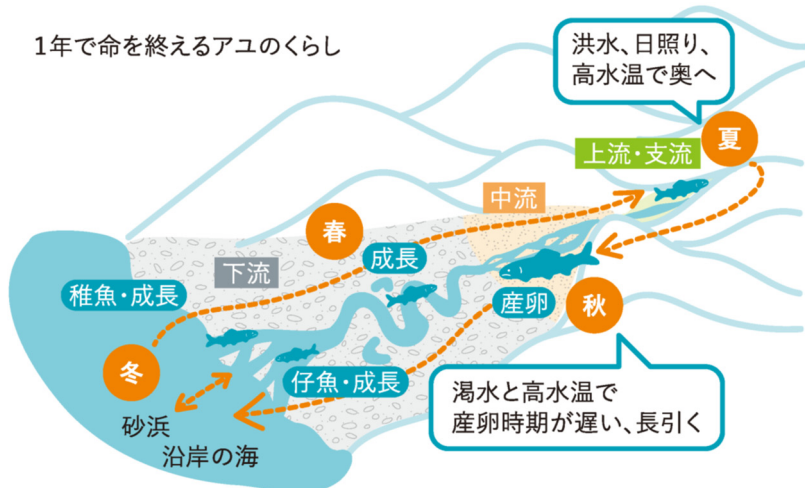 1年で命を終えるアユのくらし
洪水、日照り、
高水温で奥へ
夏
上流・支流
中流
春
成長
下流
稚魚・成長
産卵
秋
冬
仔魚・成長
渇水と高水温で
産卵時期が遅い、長引く
砂浜
沿岸の海